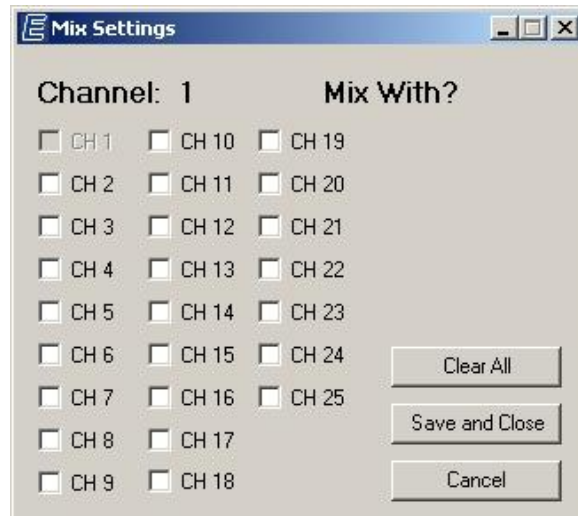 E Mix Settings
Channel: 1 Mix With?
CH 1 CH 10 CH 19
CH 2 CH 11 CH 20
CH 3 CH 12 CH 21
CH 4 CH 13 CH 22
CH 5 CH 14 CH 23
CH 6 CH 15 CH 24
Clear All
CH 7 CH 16 CH 25
Save and Close
CH 8 CH 17
CH 9 CH 18
Cancel